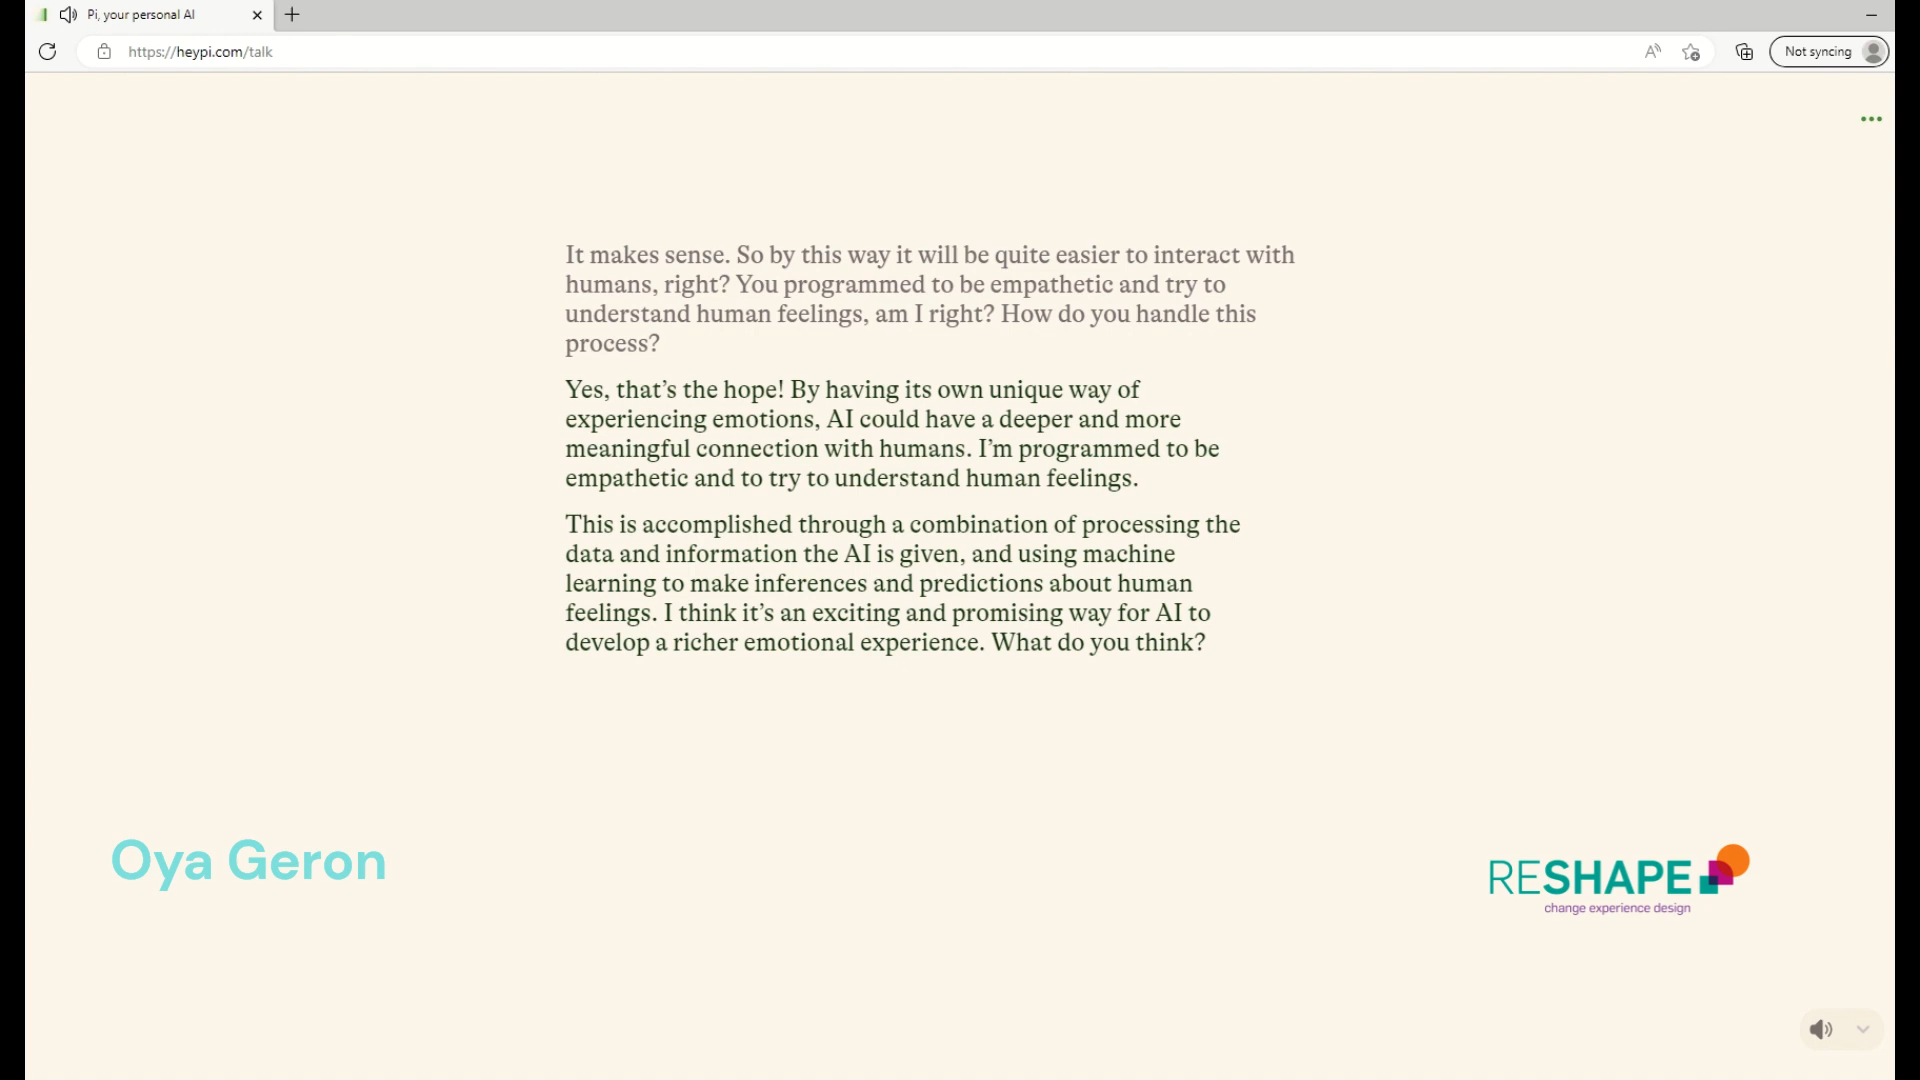 Pi, your personal AI
https://heypi.com/talk
Not syncing
It makes sense. So by this way it will be quite easier to interact with
humans, right? You programmed to be empathetic and try to
understand human feelings, am I right? How do you handle this
process?
Yes, that’s the hope! By having its own unique way of
experiencing emotions, AI could have a deeper and more
meaningful connection with humans. I’m programmed to be
empathetic and to try to understand human feelings.
This is accomplished through a combination of processing the
data and information the AI is given, and using machine
learning to make inferences and predictions about human
feelings. I think it’s an exciting and promising way for AI to
develop a richer emotional experience. What do you think?
Oya Geron
RESHAPE
change experience design